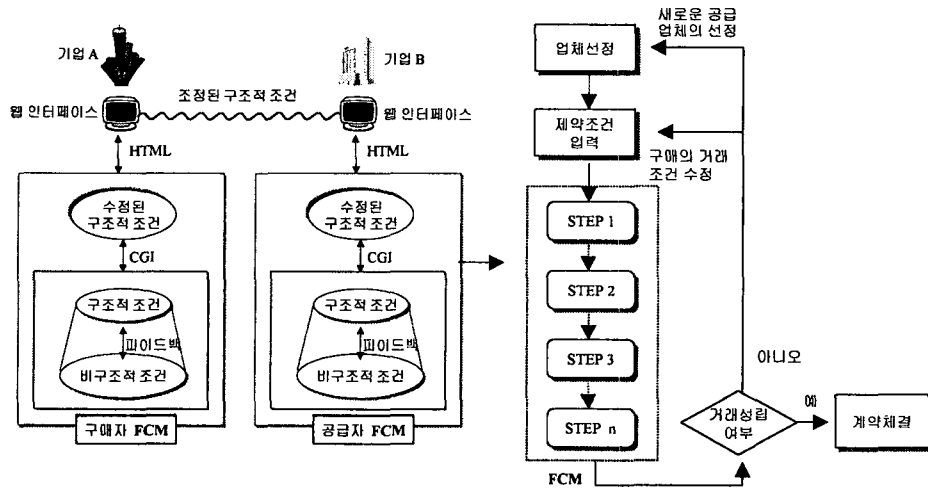 기업 A
기업 B
웹 인터페이스
조정된 구조적 조건
웹 인터페이스
HTML
HTML
수정된
구조적 조건
CGI
구조적 조건
피이드백
비구조적 조건
구매자 FCM
수정된
구조적 조건
CGI
구조적 조건
피이드백
비구조적 조건
공급자 FCM
업체선정
새로운 공급
업체의 선정
제약조건
입력
구매의 거래
조건 수정
STEP 1
STEP 2
STEP 3
STEP n
FCM
아니오
거래성립
여부
예
계약체결